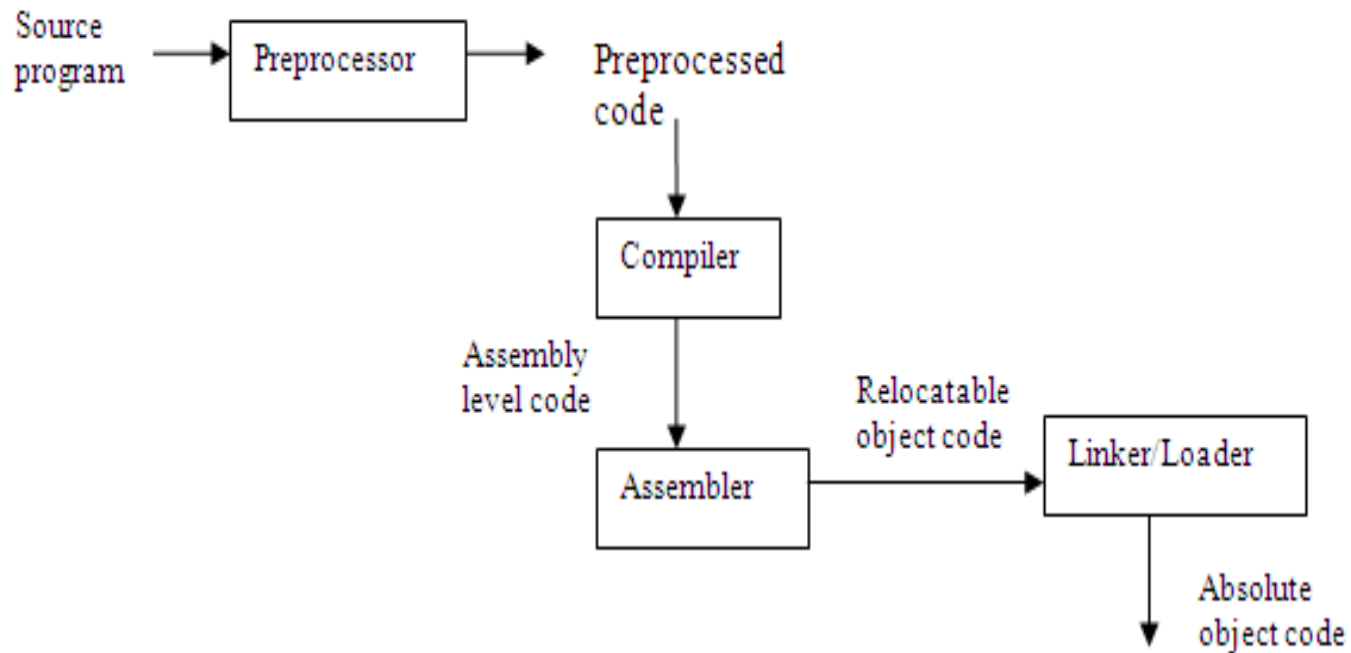 Source
program
Preprocessor
Preprocessed
code
Compiler
Assembly
level code
Assembler
Relocatable
object code
Linker/Loader
Absolute
object code